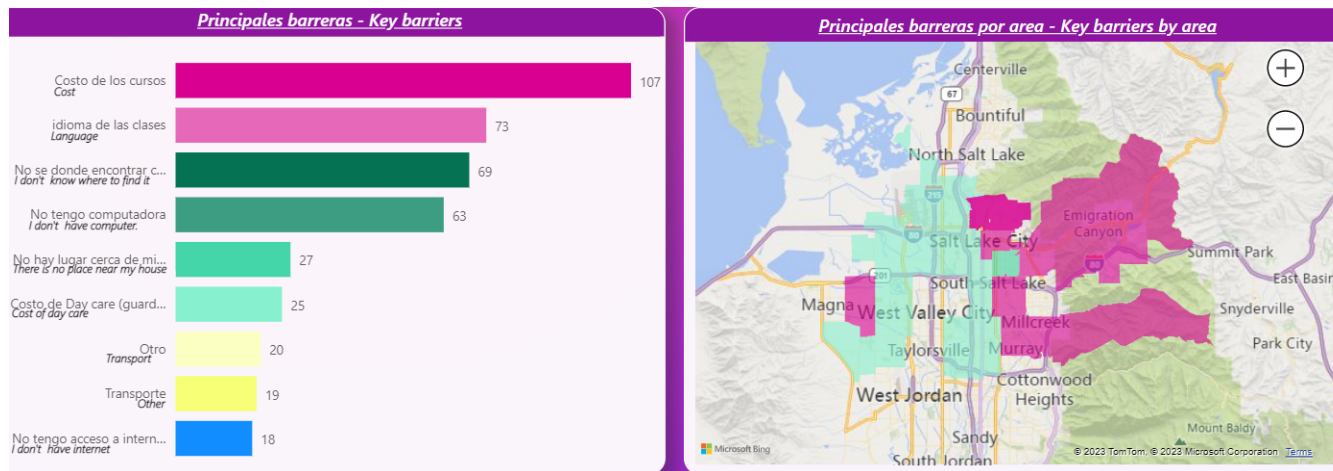 Principales barreras - Key barriers
Costo de los cursos
Cost
107
idioma de las clases
Language
73
No se donde encontrar c...
I don't know where to find it
69
No tengo computadora
I don't have computer.
63
No hay lugar cerca de mi...
There is no place near my house
27
Costo de Day care (guard...
Cost of day care
25
Otro
Transport
20
Transporte
Other
19
No tengo acceso a intern...
I don't have internet
18
Principales barreras por area - Key barriers by area
Centerville
67
Bountiful
North Salt Lake
215
Emigration
Canyon
80
Salt Lake City
Summit Park
201
South Salt Lake
East Basin
Magna
West Valley City
Snyderville
Millcreek
Taylorsville
Murray
Park City
Cottonwood
Heights
West Jordan
Mount Baldy
Sandy
South Jordan
Microsoft Bing
© 2023 TomTom, © 2023 Microsoft Corporation Terms